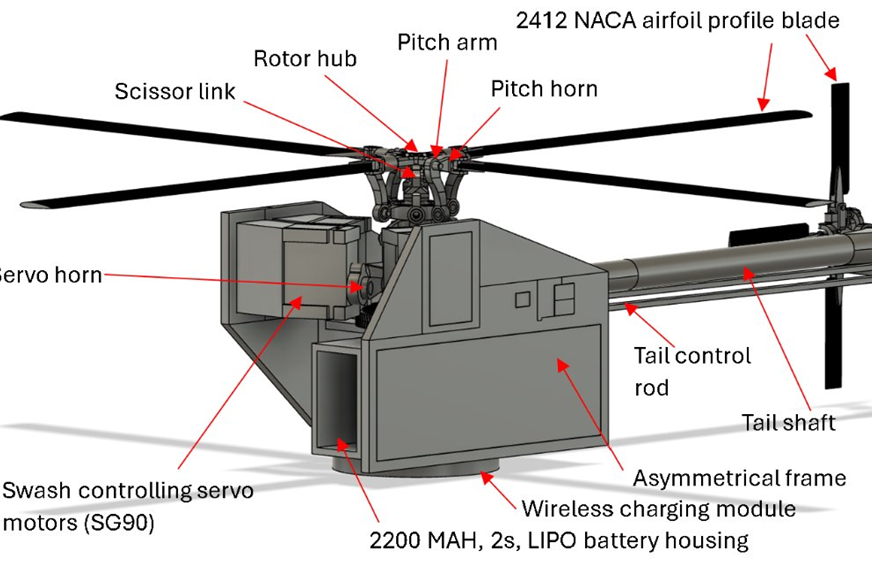 2412 NACA airfoil profile blade
Pitch arm
Rotor hub
Scissor link
Pitch horn
ervo horn
Tail control
rod
Tail shaft
Asymmetrical frame
Swash controlling servo
motors (SG90)
Wireless charging module
2200 MAH, 2s, LIPO battery housing